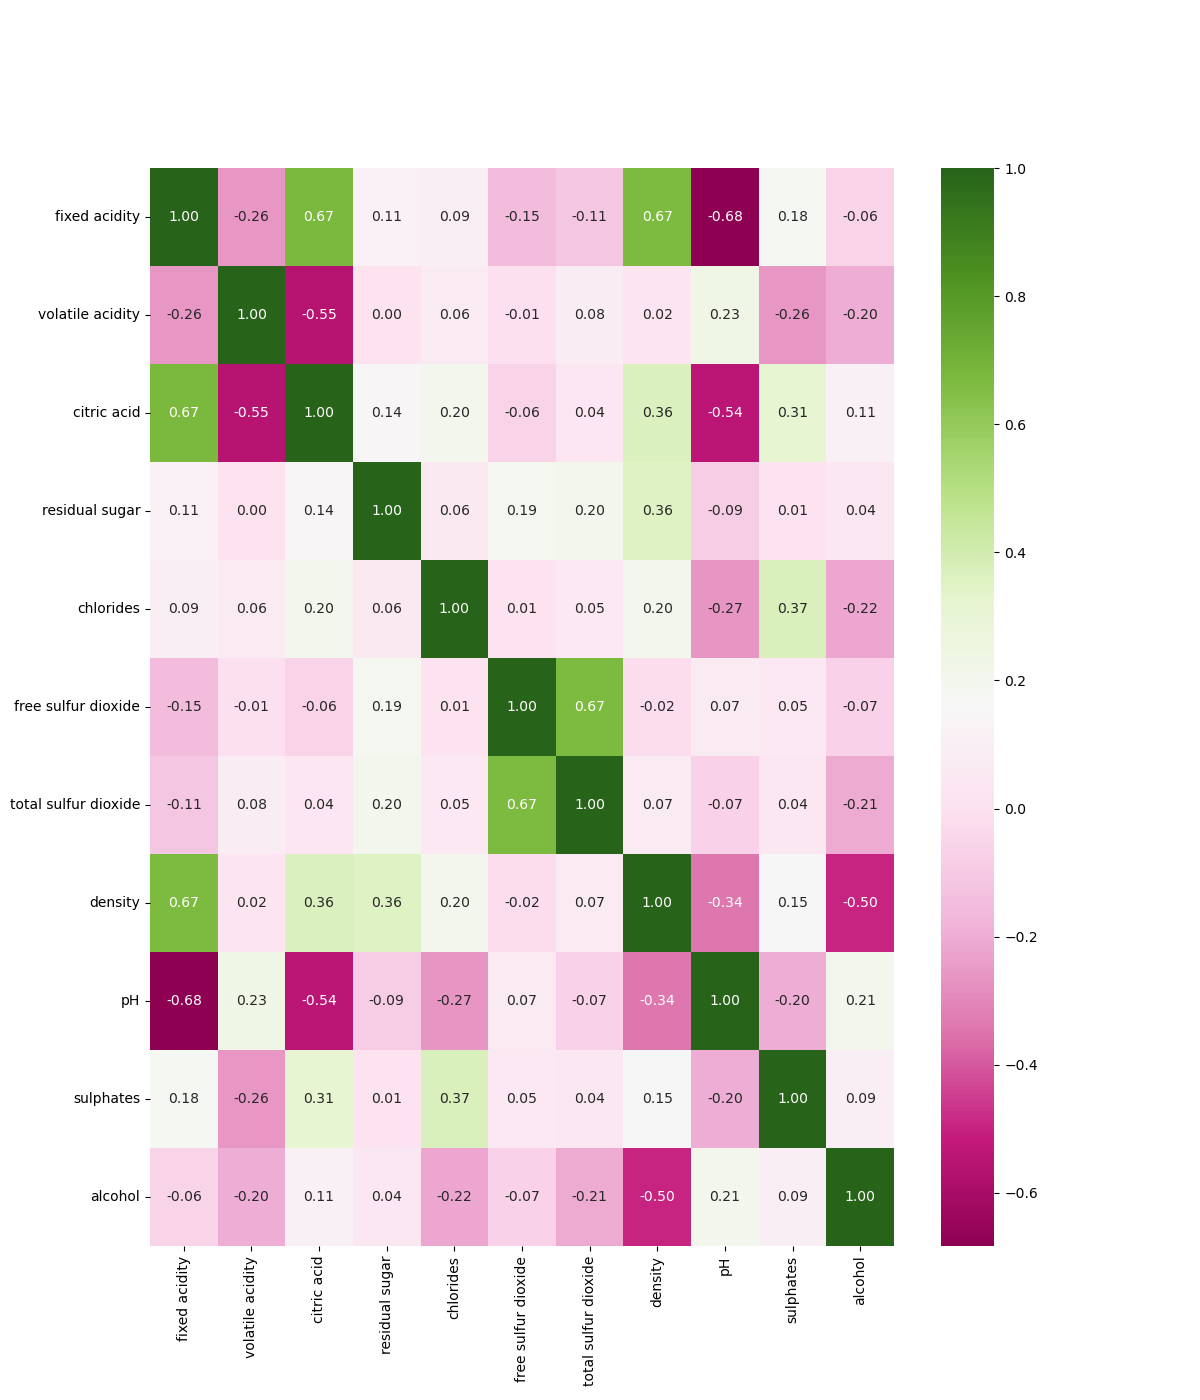 fixed acidity 1.00 -0.26 0.67 0.11 0.09 -0.15 -0.11 0.67 -0.68 0.18 -0.06
volatile acidity -0.26 1.00 -0.55 0.00 0.06 -0.01 0.08 0.02 0.23 -0.26 -0.20
citric acid 0.67 -0.55 1.00 0.14 0.20 -0.06 0.04 0.36 -0.54 0.31 0.11
residual sugar 0.11 0.00 0.14 1.00 0.06 0.19 0.20 0.36 -0.09 0.01 0.04
chlorides 0.09 0.06 0.20 0.06 1.00 0.01 0.05 0.20 -0.27 0.37 -0.22
free sulfur dioxide -0.15 -0.01 -0.06 0.19 0.01 1.00 0.67 -0.02 0.07 0.05 -0.07
total sulfur dioxide -0.11 0.08 0.04 0.20 0.05 0.67 1.00 0.07 -0.07 0.04 -0.21
density 0.67 0.02 0.36 0.36 0.20 -0.02 0.07 1.00 -0.34 0.15 -0.50
pH -0.68 0.23 -0.54 -0.09 -0.27 0.07 -0.07 -0.34 1.00 -0.20 0.21
sulphates 0.18 -0.26 0.31 0.01 0.37 0.05 0.04 0.15 -0.20 1.00 0.09
alcohol -0.06 -0.20 0.11 0.04 -0.22 -0.07 -0.21 -0.50 0.21 0.09 1.00
fixed acidity
volatile acidity
citric acid
residual sugar
chlorides
free sulfur dioxide
total sulfur dioxide
density
pH
sulphates
alcohol
1.0
0.8
0.6
0.4
0.2
0.0
−0.2
−0.4
−0.6